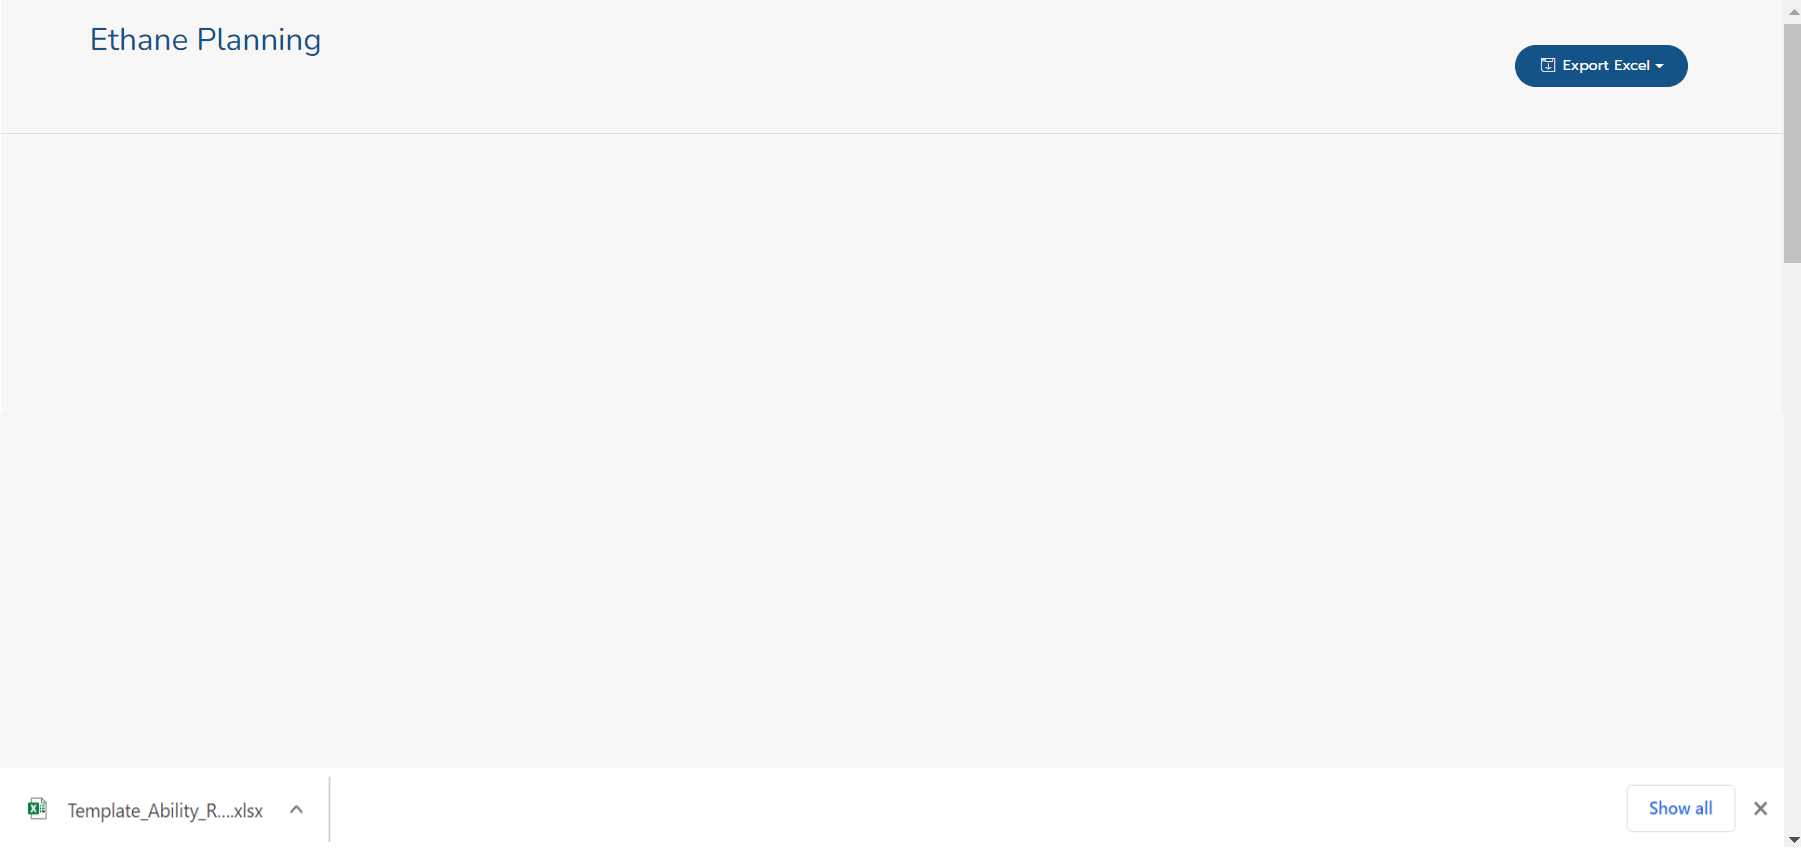 Ethane Planning
Export Excel
Template_Ability_R....xlsx
Show all